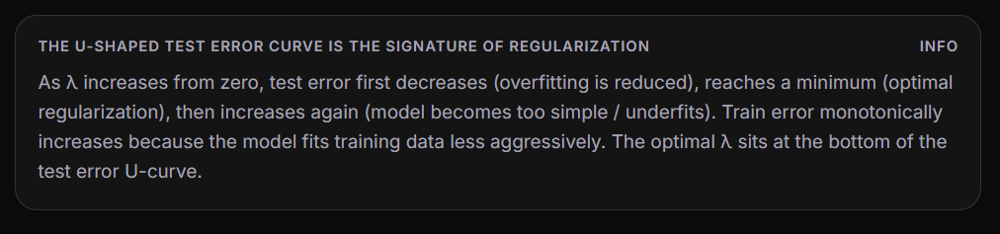 THE U-SHAPED TEST ERROR CURVE IS THE SIGNATURE OF REGULARIZATION INFO
As λ increases from zero, test error first decreases (overfitting is reduced), reaches a minimum (optimal
regularization), then increases again (model becomes too simple / underfits). Train error monotonically
increases because the model fits training data less aggressively. The optimal λ sits at the bottom of the
test error U-curve.